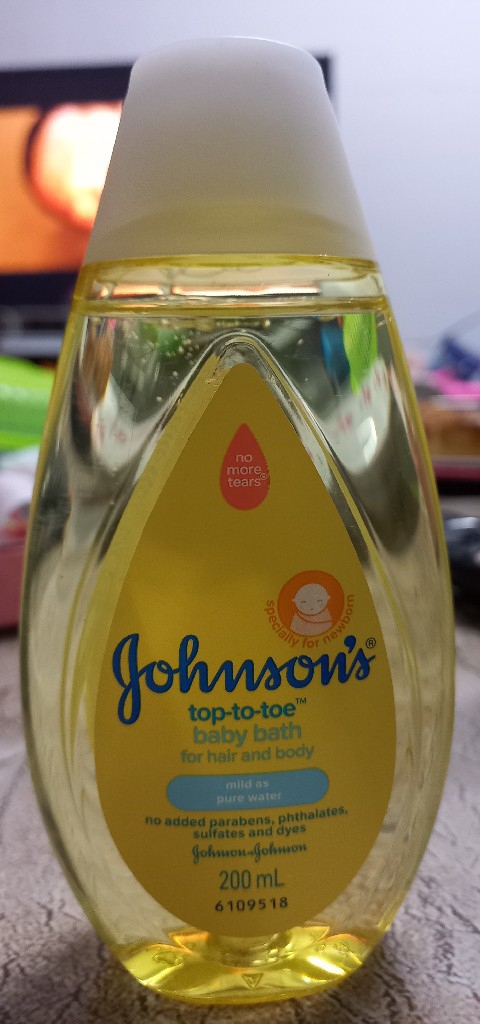 no
more
tears®
specially for newborn
Johnson's®
top-to-toe™
baby bath
for hair and body
mild as
pure water
no added parabens, phthalates,
sulfates and dyes
Johnson & Johnson
200 mL
6109518